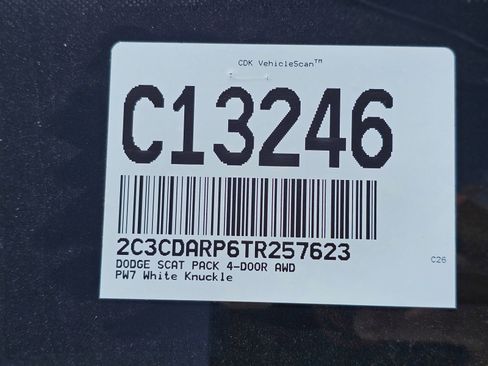 CDK VehicleScan™
C13246
2C3CDARP6TR257623
DODGE SCAT PACK 4-DOOR AWD
PW7 White Knuckle
C26